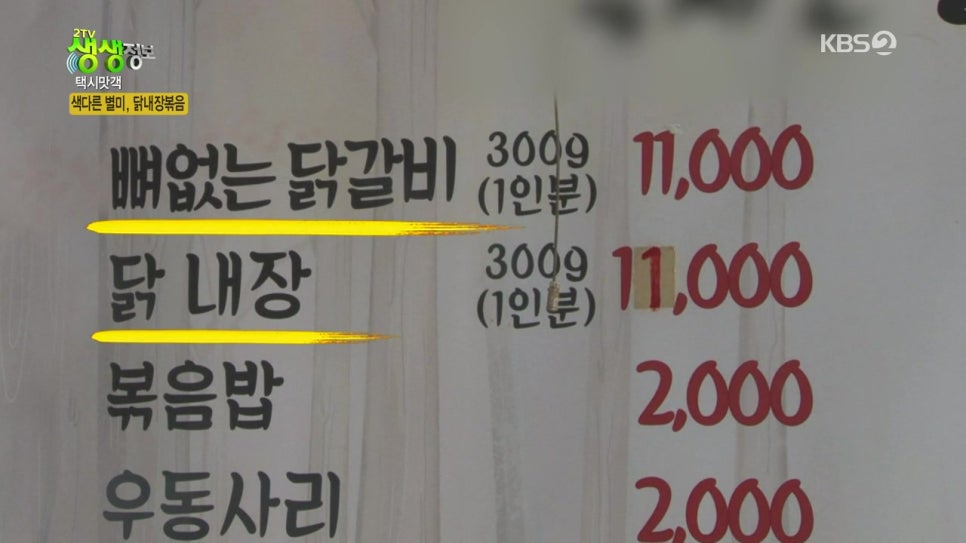 2TV
생생정보
택시맛객
색다른 별미, 닭내장볶음
KBS2
뼈없는 닭갈비 300g (1인분) 11,000
닭 내장 300g (1인분) 11,000
볶음밥 2,000
우동사리 2,000